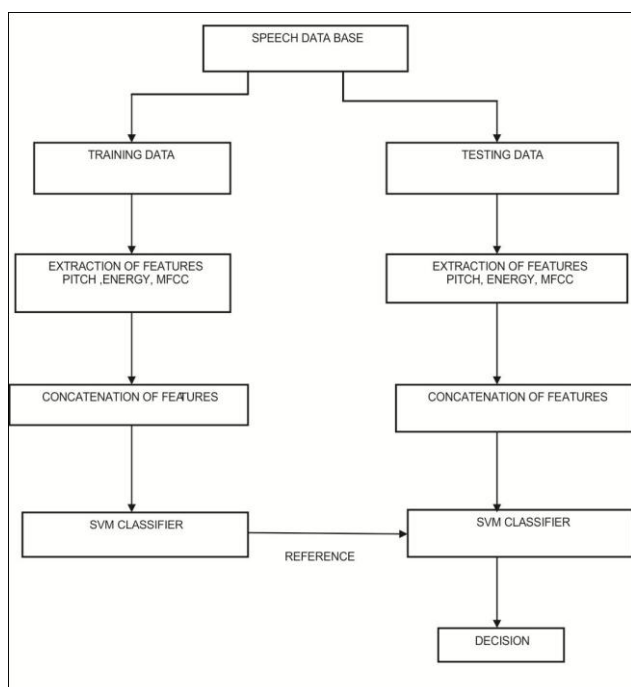 SPEECH DATA BASE
TRAINING DATA
TESTING DATA
EXTRACTION OF FEATURES
PITCH ,ENERGY, MFCC
EXTRACTION OF FEATURES
PITCH, ENERGY, MFCC
CONCATENATION OF FEATURES
CONCATENATION OF FEATURES
SVM CLASSIFIER
SVM CLASSIFIER
REFERENCE
DECISION